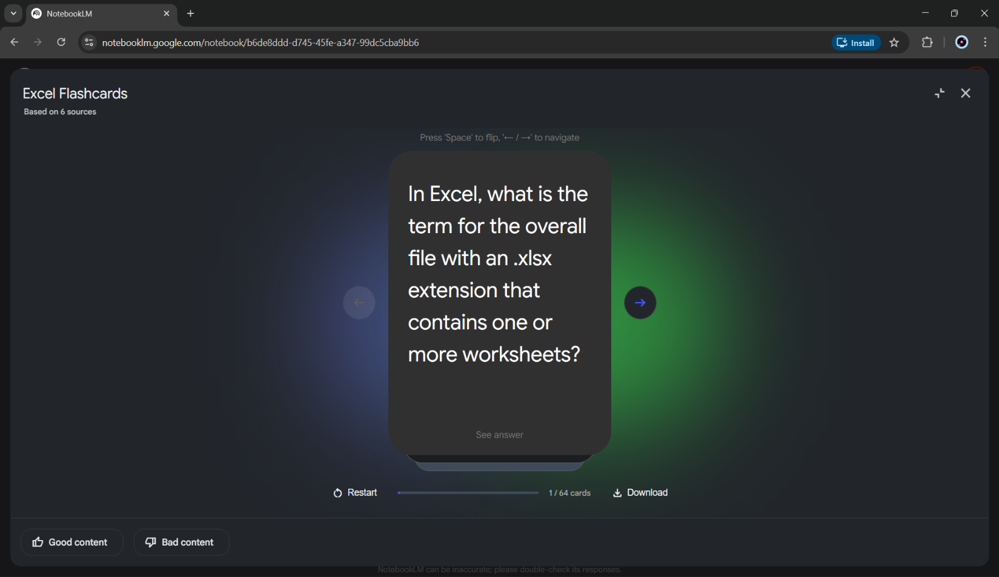 NotebookLM
notebooklm.google.com/notebook/b6de8ddd-d745-45fe-a347-99dc5cba9bb6
Install
Excel Flashcards
Based on 6 sources
Press 'Space' to flip, '← / →' to navigate
In Excel, what is the
term for the overall
file with an .xlsx
extension that
contains one or
more worksheets?
See answer
Restart
1 / 64 cards
Download
Good content
Bad content
NotebookLM can be inaccurate; please double-check its responses.